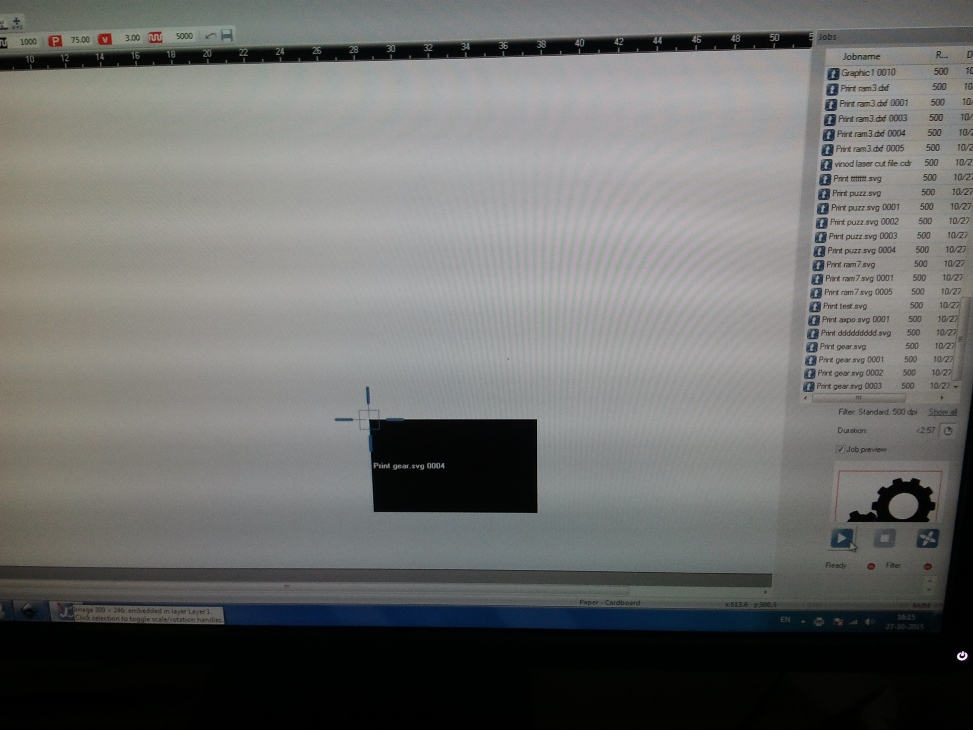 1000 P 75.00 v 3.00 5000
10 12 14 16 18 20 22 24 26 28 30 32 34 36 38 40 42 44 46 48 50
Jobs
Jobname R... D
Graphic1 0010 500 10
Print ram3.dxf 500 10
Print ram3.dxf 0001 500 10/
Print ram3.dxf 0003 500 10/
Print ram3.dxf 0004 500 10/
Print ram3.dxf 0005 500 10/2
vinod laser cut file.cdr 500 10/2
.svg 500 10/27
Print puzz.svg 500 10/27
Print puzz.svg 0001 500 10/27
Print puzz.svg 0002 500 10/27
Print puzz.svg 0003 500 10/27
Print puzz.svg 0004 500 10/27
Print ram7.svg 500 10/27
Print ram7.svg 0001 500 10/27
Print ram7.svg 0005 500 10/27
Print test.svg 500 10/27
Print axpo.svg 0001 500 10/27
Print ddddddddd.svg 500 10/27
Print gear.svg 500 10/27
Print gear.svg 0001 500 10/27
Print gear.svg 0002 500 10/27
Print gear.svg 0003 500 10/27
Filter: Standard, 500 dpi Show all
Duration: <2:57
Job preview
Print gear.svg 0004
Ready Filter
Paper - Cardboard
Image 300 × 246: embedded in layer Layer 1.
Click selection to toggle scale/rotation handles
EN
27-10-2015